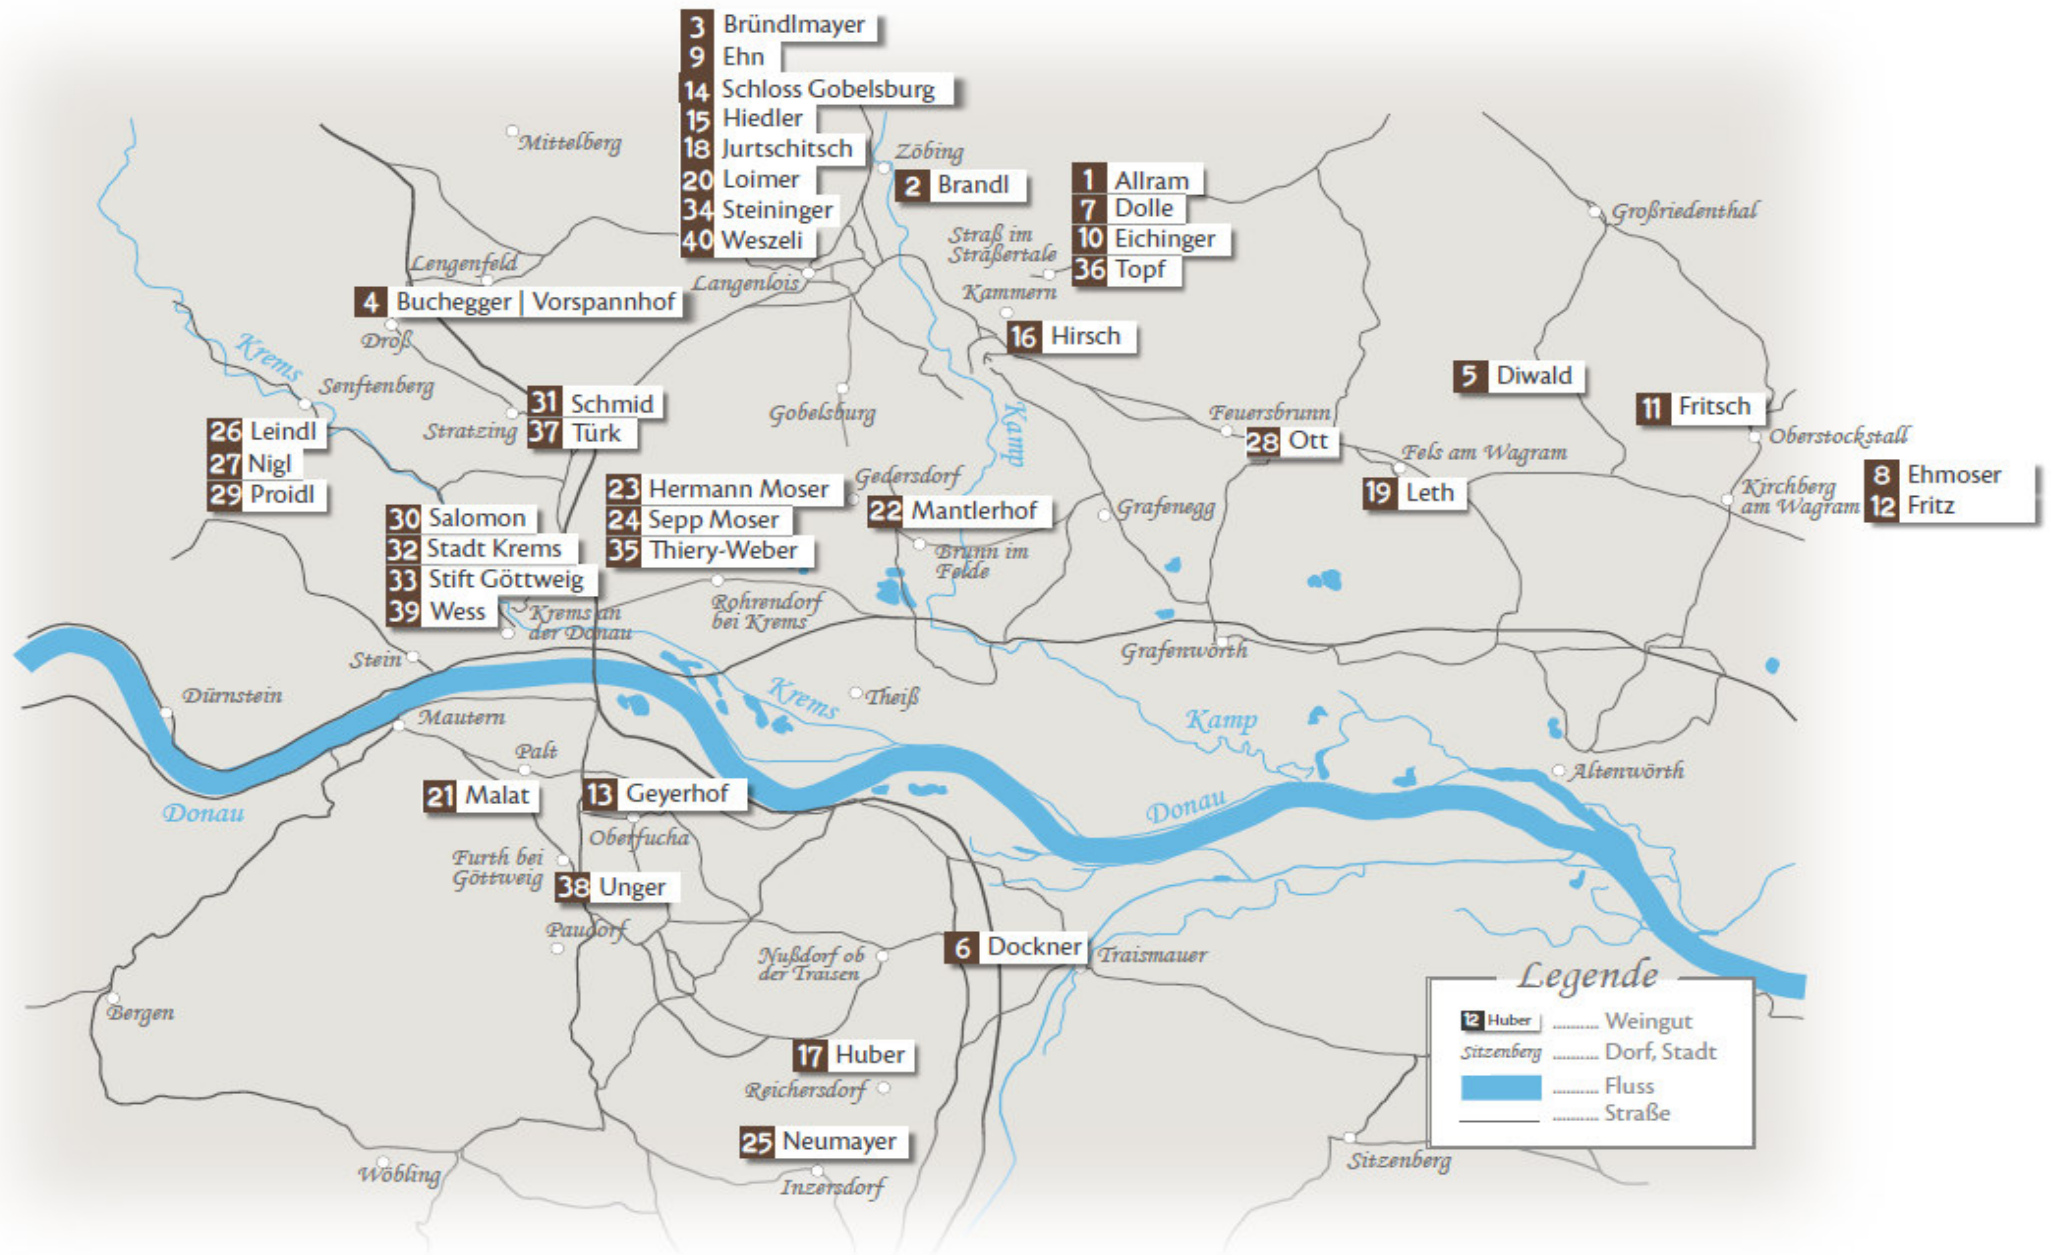 3 Bründlmayer
9 Ehn
14 Schloss Gobelsburg
15 Hiedler
18 Jurtschitsch
20 Loimer
34 Steininger
40 Weszeli
Langenlois
Mittelberg
Zöbing
2 Brandl
1 Allram
7 Dolle
10 Eichinger
36 Topf
Straß im
Straßertale
Kammern
16 Hirsch
Großriedenthal
Lengenfeld
4 Buchegger | Vorspannhof
Droß
Krems
Senftenberg
26 Leindl
27 Nigl
29 Proidl
Stratzing
31 Schmid
37 Türk
Gobelsburg
Kamp
5 Diwald
11 Fritsch
Oberstockstall
Feuersbrunn
28 Ott
Fels am Wagram
19 Leth
Kirchberg
am Wagram
8 Ehmoser
12 Fritz
23 Hermann Moser
24 Sepp Moser
35 Thiery-Weber
Gedersdorf
22 Mantlerhof
Grafenegg
Brunn im
Felde
30 Salomon
32 Stadt Krems
33 Stift Göttweig
39 Wess
Krems an
der Donau
Rohrendorf
bei Krems
Stein
Grafenwörth
Dürnstein
Mautern
Krems
Theiß
Kamp
Palt
Altenwörth
21 Malat
13 Geyerhof
Donau
Donau
Oberfucha
Furth bei
Göttweig
38 Unger
Paudorf
Nußdorf ob
der Traisen
6 Dockner
Traismauer
Bergen
17 Huber
Reichersdorf
25 Neumayer
Inzersdorf
Wöbling
Sitzenberg
Legende
12 Huber ........... Weingut
Sitzenberg ........... Dorf, Stadt
........... Fluss
........... Straße